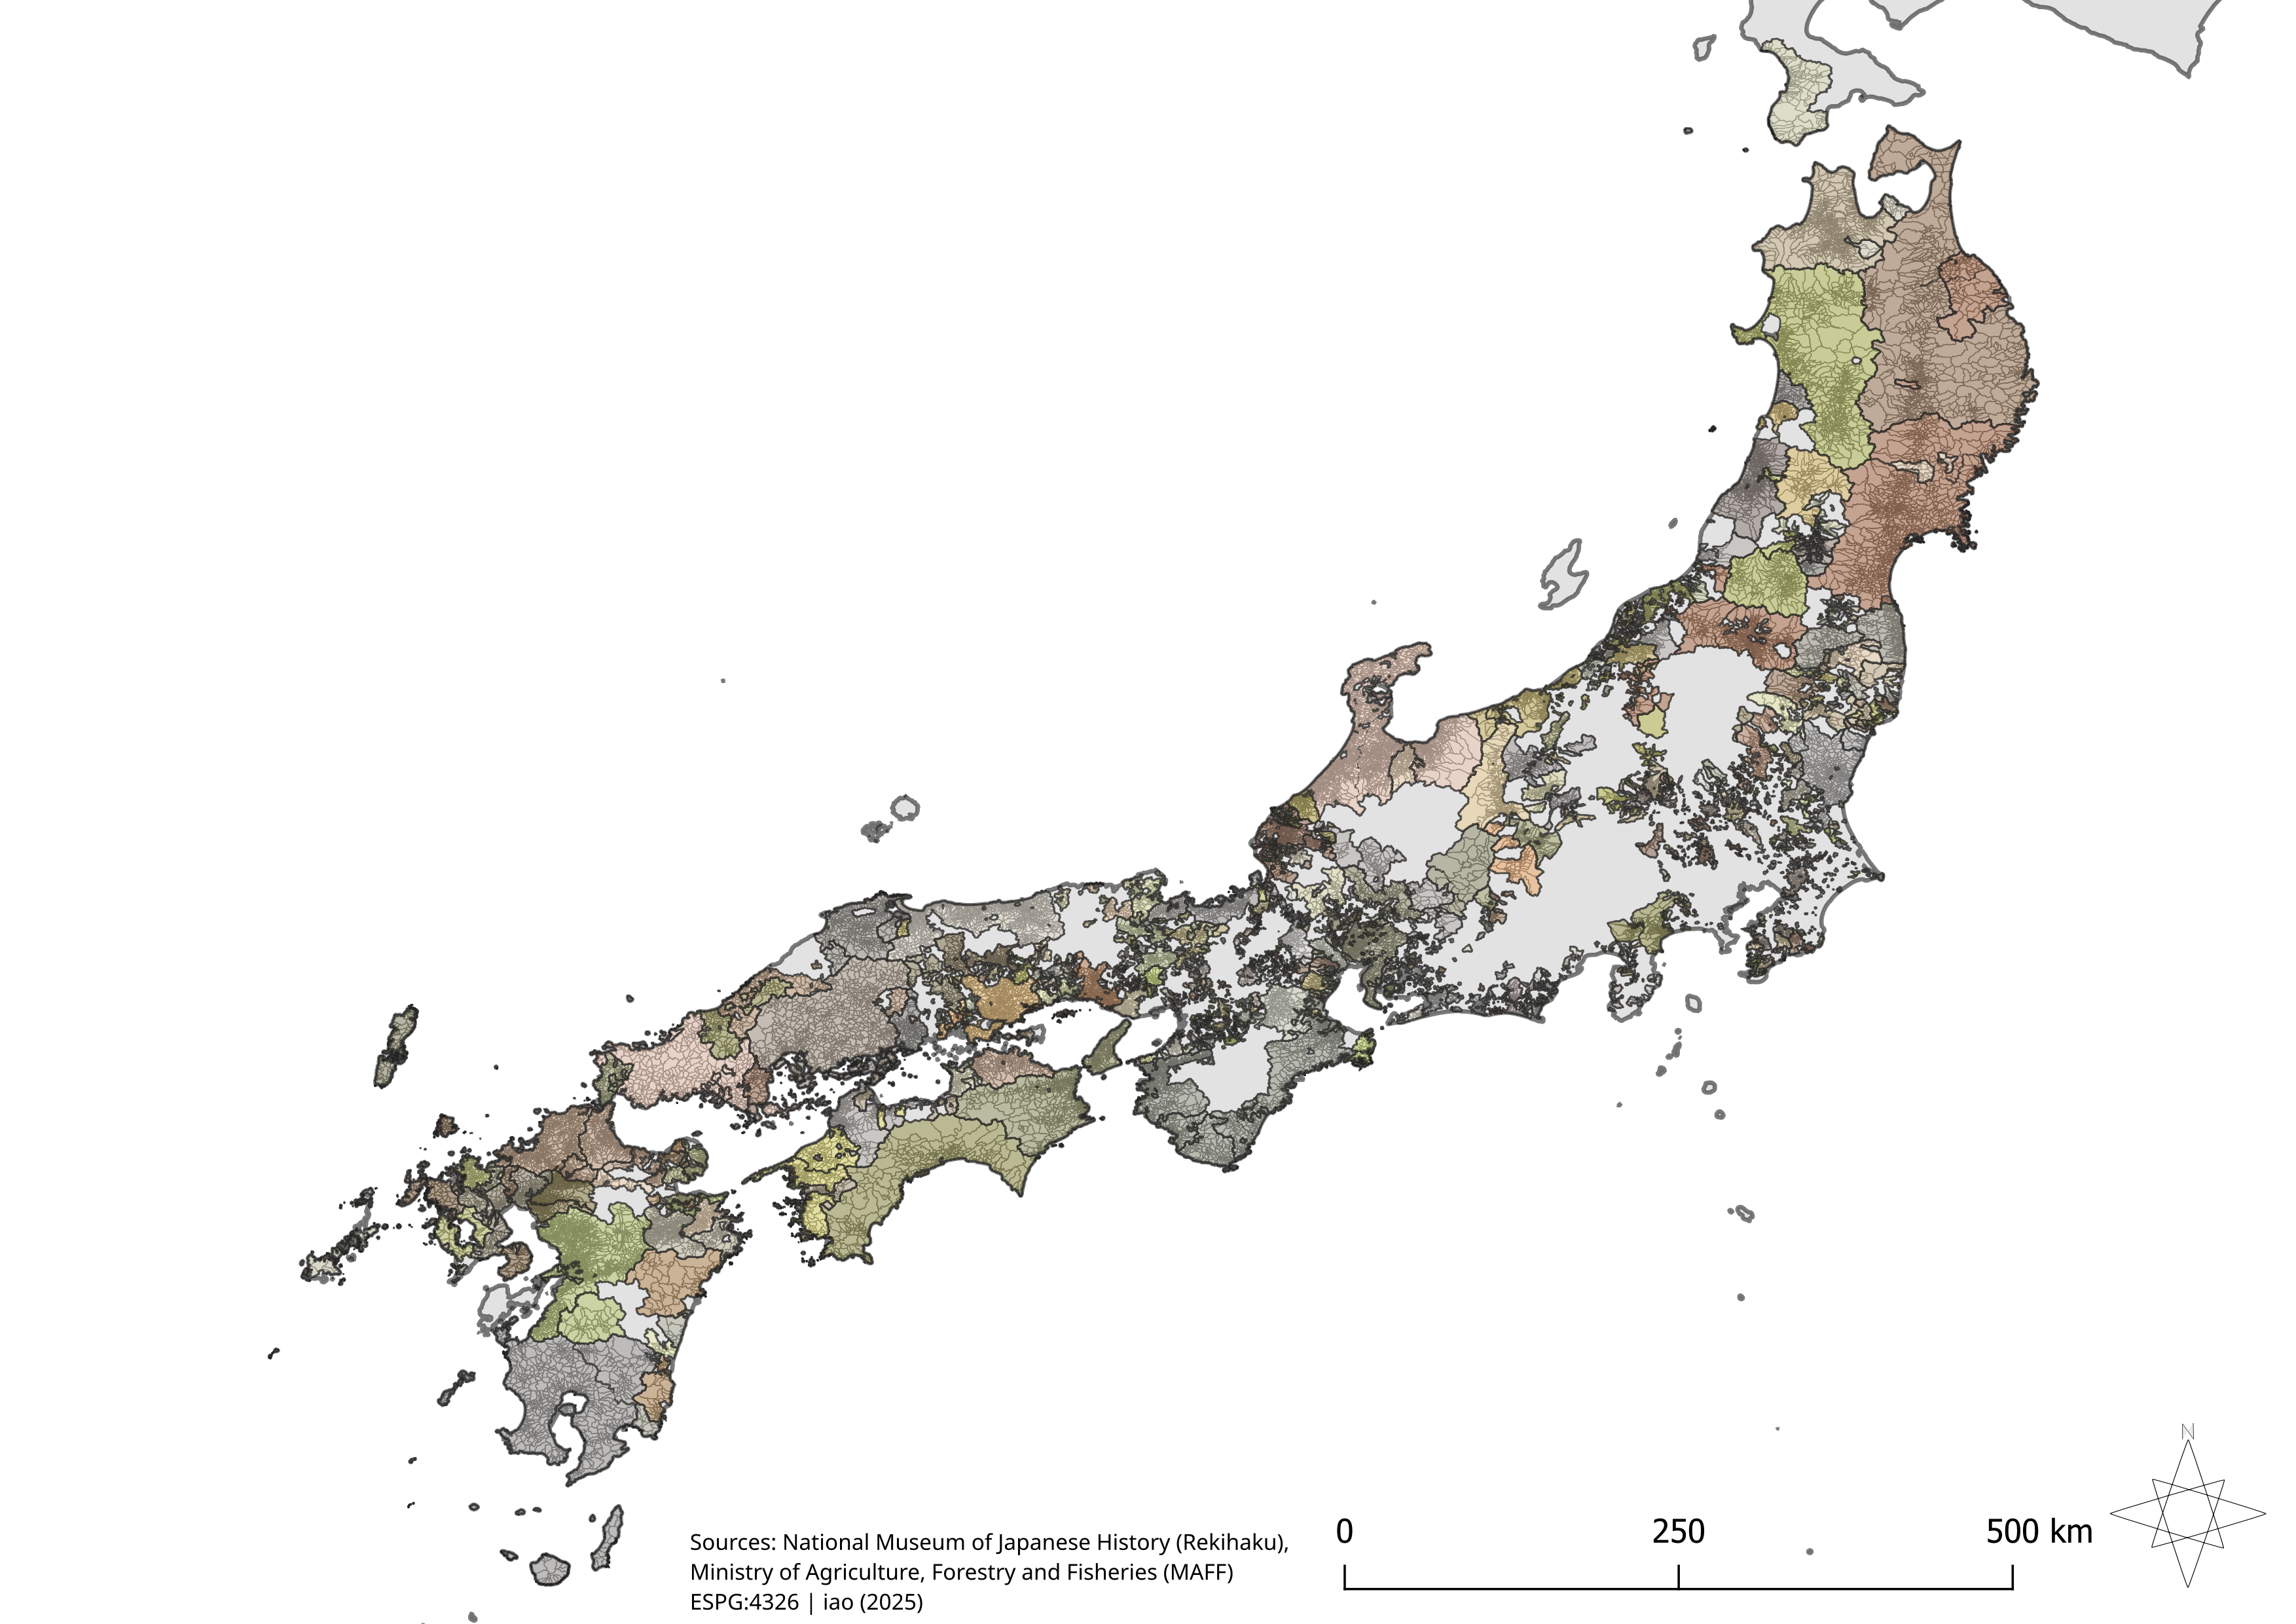 N
0 250 500 km
Sources: National Museum of Japanese History (Rekihaku),
Ministry of Agriculture, Forestry and Fisheries (MAFF)
ESPG:4326 | iao (2025)